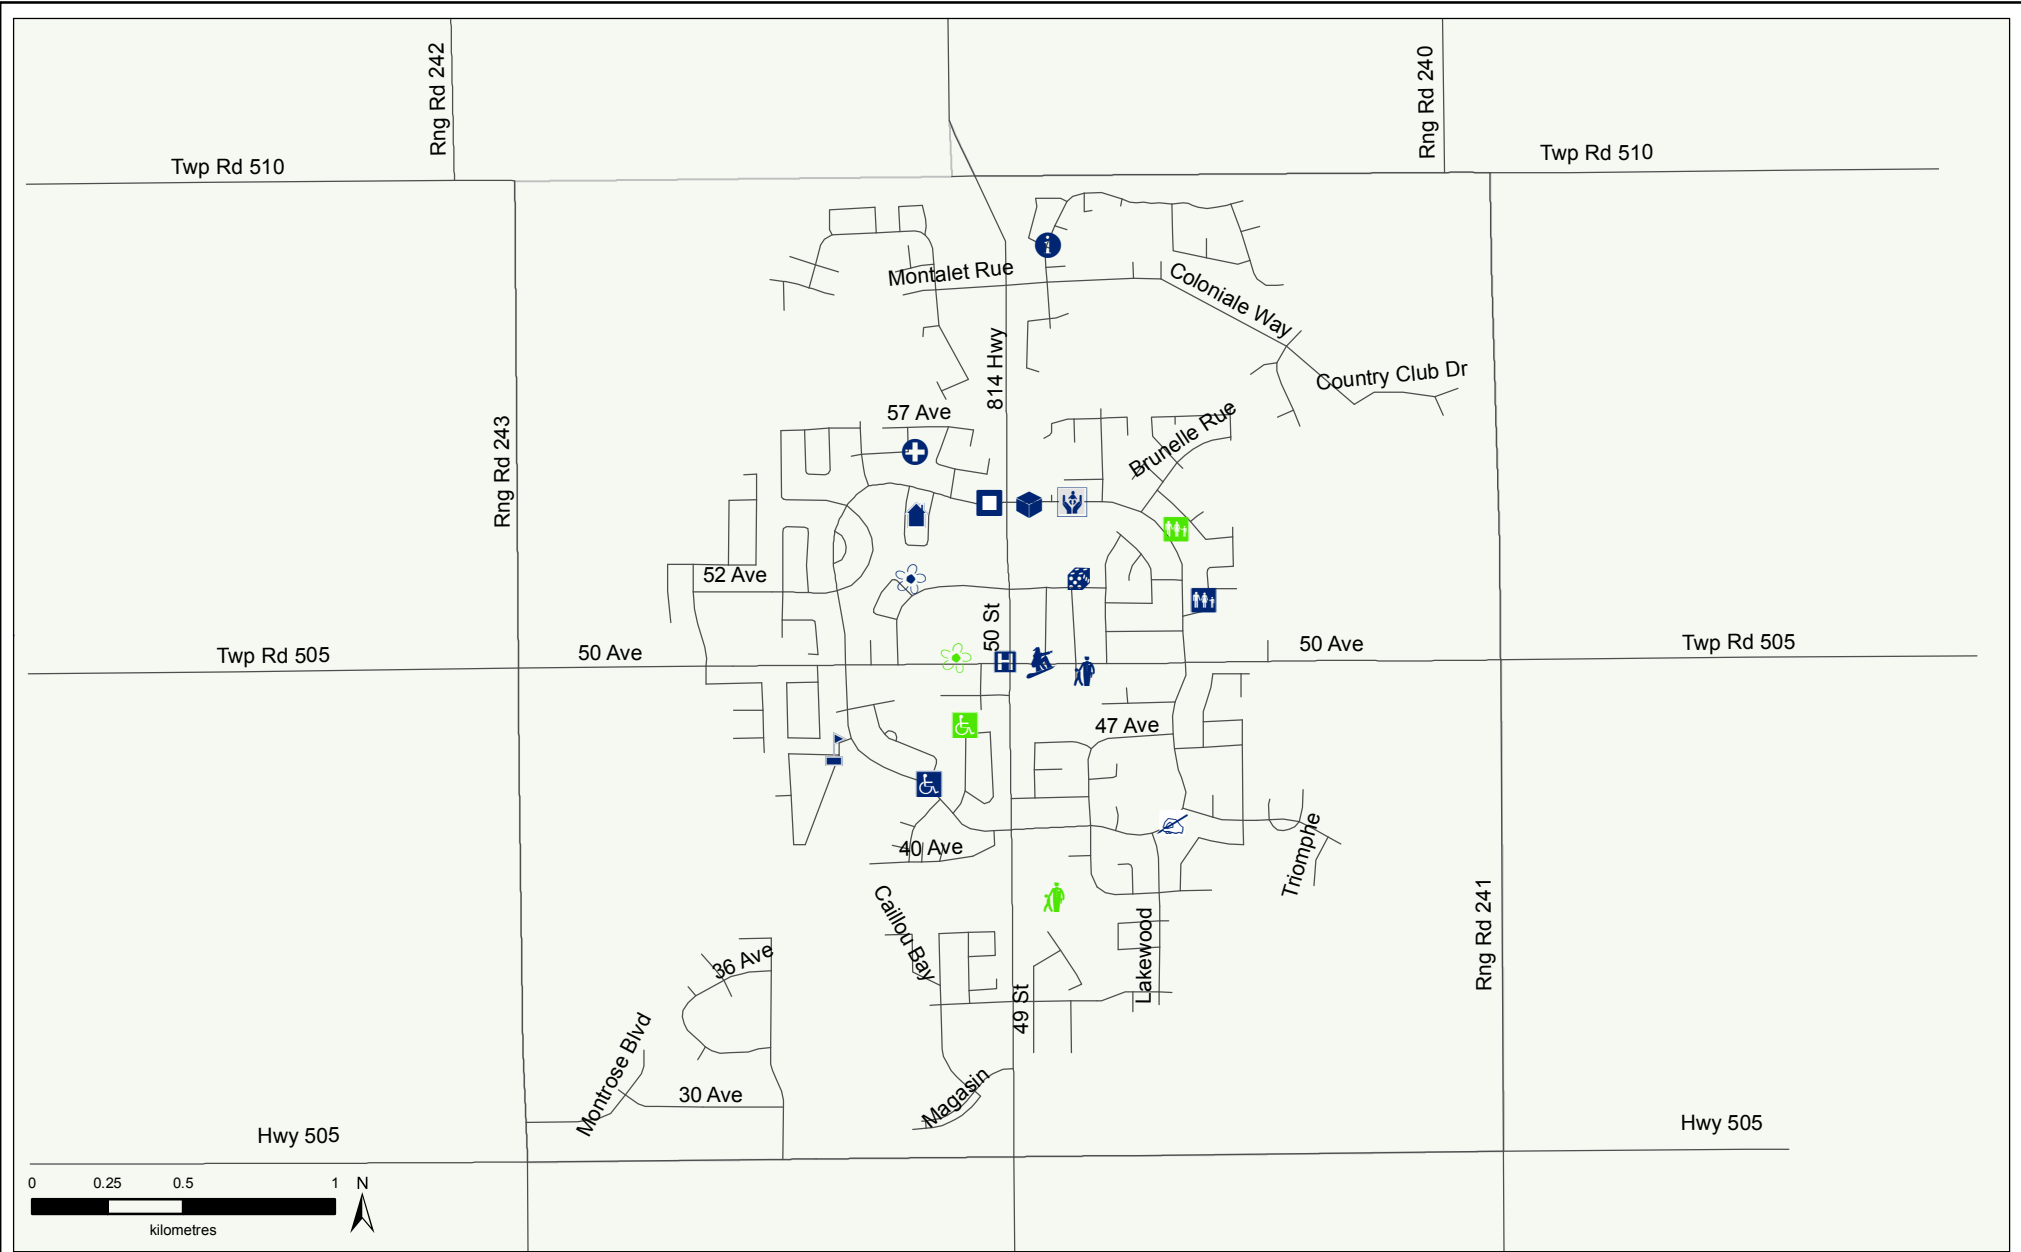 Rng Rd 242
Rng Rd 240
Twp Rd 510
Twp Rd 510
Montalet Rue
Coloniale Way
814 Hwy
Country Club Dr
57 Ave
Brunelle Rue
Rng Rd 243
52 Ave
50 St
H
Twp Rd 505
50 Ave
50 Ave
Twp Rd 505
47 Ave
40 Ave
Triomphe
Caillou Bay
Lakewood
Rng Rd 241
36 Ave
49 St
Montrose Blvd
30 Ave
Magasin
Hwy 505
Hwy 505
0 0.25 0.5 1 N
kilometres